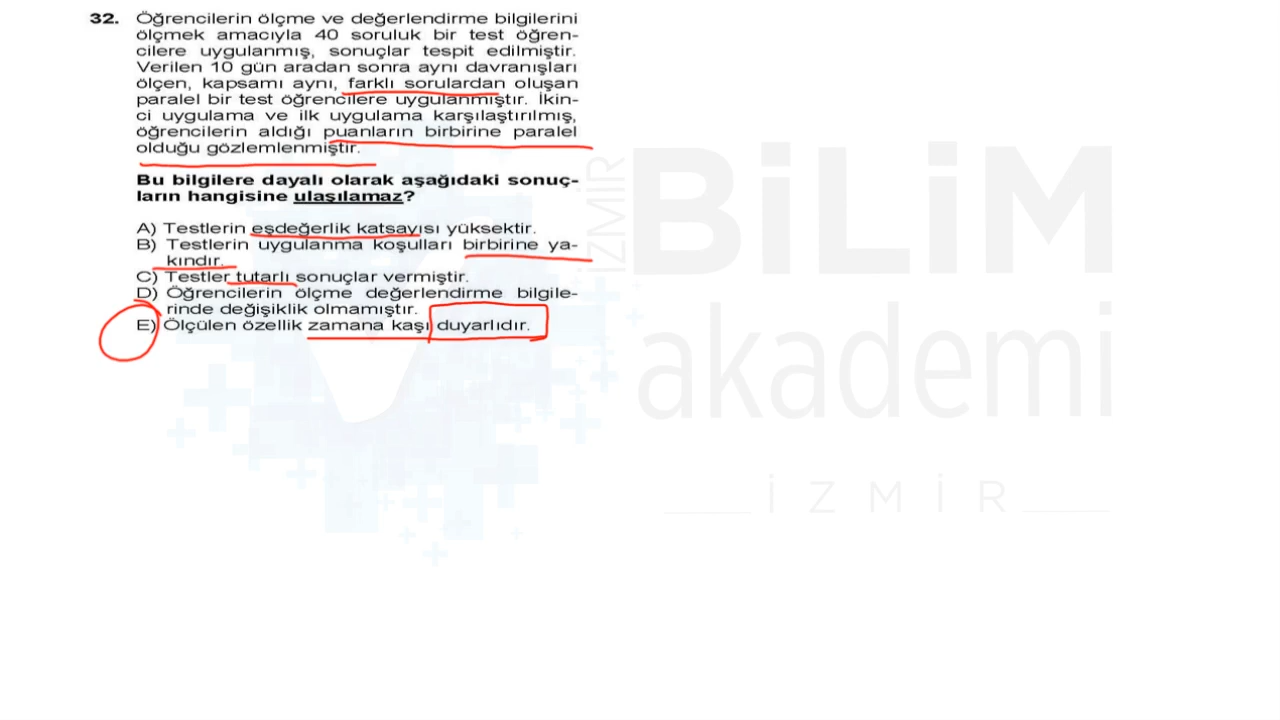 32. Öğrencilerin ölçme ve değerlendirme bilgilerini
ölçmek amacıyla 40 soruluk bir test öğren-
cilere uygulanmış, sonuçlar tespit edilmiştir.
Verilen 10 gün aradan sonra aynı davranışları
ölçen, kapsamı aynı, farklı sorulardan oluşan
paralel bir test öğrencilere uygulanmıştır. İkin-
ci uygulama ve ilk uygulama karşılaştırılmış,
öğrencilerin aldığı puanların birbirine paralel
olduğu gözlemlenmiştir.
Bu bilgilere dayalı olarak aşağıdaki sonuç-
ların hangisine ulaşılamaz?
A) Testlerin eşdeğerlik katsayısı yüksektir.
B) Testlerin uygulanma koşulları birbirine ya-
kındır.
C) Testler tutarlı sonuçlar vermiştir.
D) Öğrencilerin ölçme değerlendirme bilgile-
rinde değişiklik olmamıştır.
E) Ölçülen özellik zamana kaşı duyarlıdır.
İZMİR
BiLiM
akademi
İZMİR